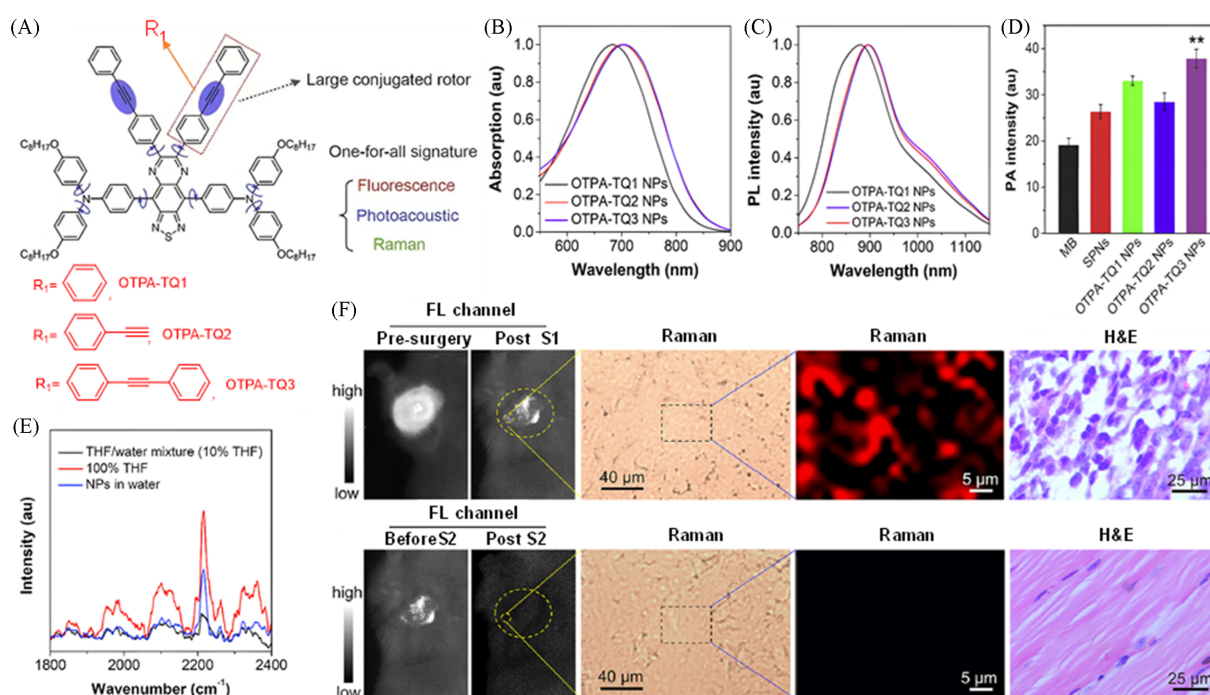 (A)
R₁
Large conjugated rotor
One-for-all signature
Fluorescence
Photoacoustic
Raman
C₈H₁₇O
OC₈H₁₇
N
N
N
N
N
S
N
C₈H₁₇O
OC₈H₁₇
R₁= , OTPA-TQ1
R₁= , OTPA-TQ2
R₁= , OTPA-TQ3
(B)
Absorption (au)
1.0
0.8
0.6
0.4
0.2
0.0
OTPA-TQ1 NPs
OTPA-TQ2 NPs
OTPA-TQ3 NPs
600 700 800 900
Wavelength (nm)
(C)
PL intensity (au)
1.0
0.8
0.6
0.4
0.2
0.0
OTPA-TQ1 NPs
OTPA-TQ2 NPs
OTPA-TQ3 NPs
800 900 1000 1100
Wavelength (nm)
(D)
PA intensity (au)
40
30
20
10
0
**
MB
SPNs
OTPA-TQ1 NPs
OTPA-TQ2 NPs
OTPA-TQ3 NPs
(E)
THF/water mixture (10% THF)
100% THF
NPs in water
Intensity (au)
1800 2000 2200 2400
Wavenumber (cm⁻¹)
(F)
FL channel
Pre-surgery Post S1
Raman
Raman
H&E
high
low
40 µm
5 µm
25 µm
FL channel
Before S2 Post S2
Raman
Raman
H&E
high
low
40 µm
5 µm
25 µm